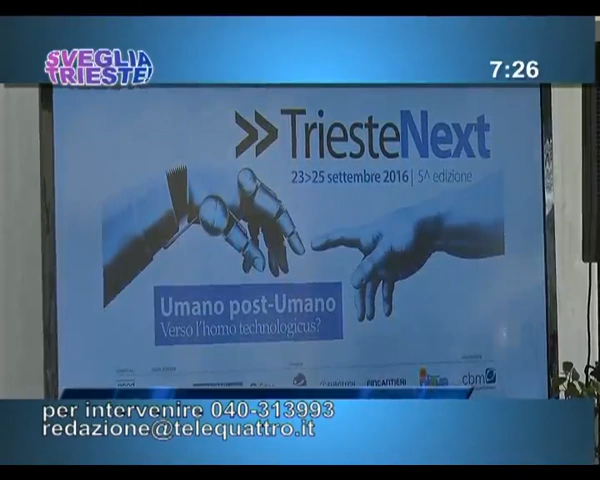 SVEGLIA
TRIESTE!
7:26
>> TriesteNext
23>25 settembre 2016 | 5^ edizione
Umano post-Umano
Verso l'homo technologicus?
FINCANTIERI
cbm
per intervenire 040-313993
redazione@telequattro.it